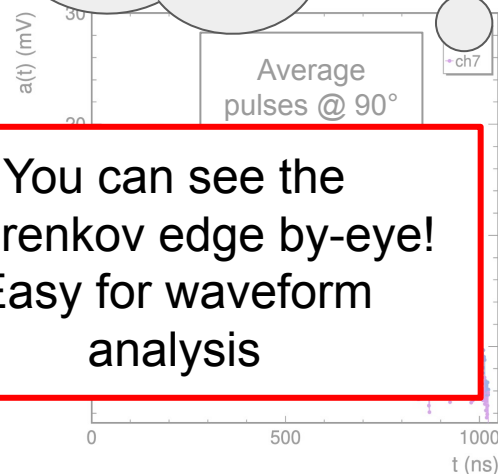 30
a(t) (mV)
ch7
Average
pulses @ 90°
You can see the
renkov edge by-eye!
Easy for waveform
analysis
0 500 1000
t (ns)